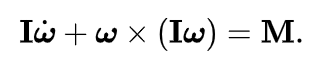 𝐈𝛚̇ + 𝛚 × (𝐈𝛚) = 𝐌.